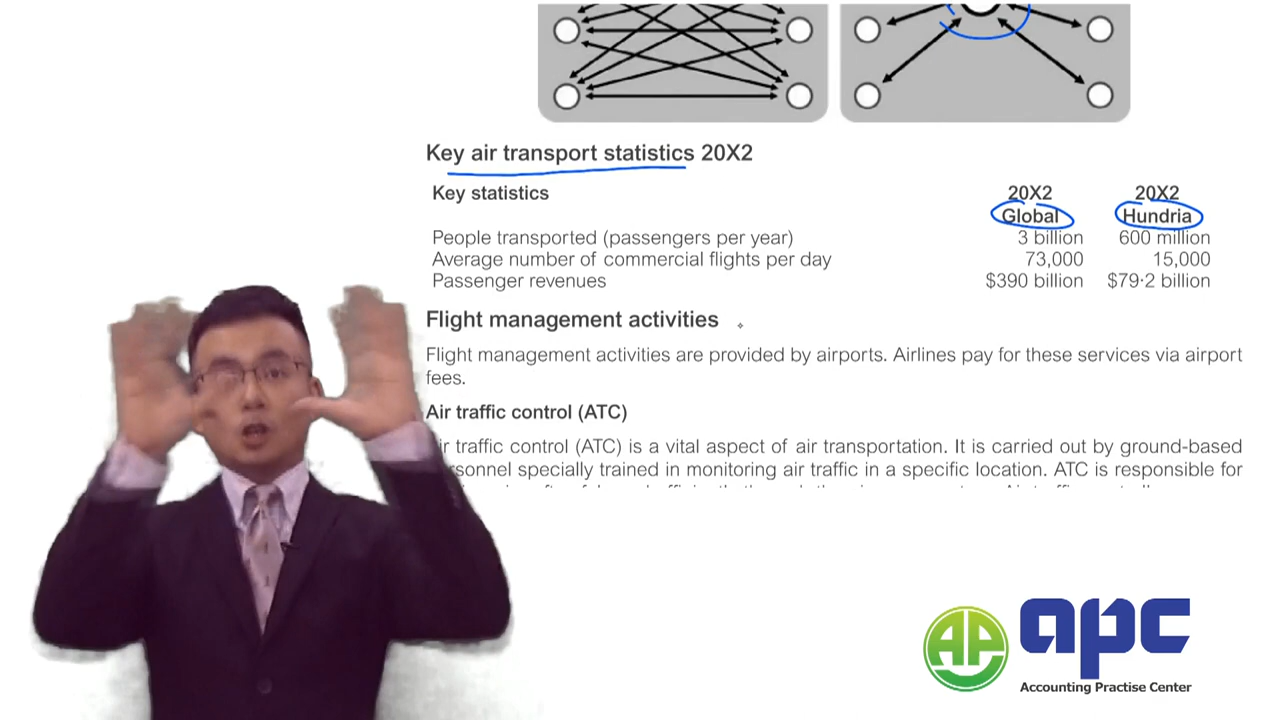 Key air transport statistics 20X2
Key statistics 20X2 20X2
Global Hundria
People transported (passengers per year) 3 billion 600 million
Average number of commercial flights per day 73,000 15,000
Passenger revenues $390 billion $79·2 billion
Flight management activities
Flight management activities are provided by airports. Airlines pay for these services via airport
fees.
Air traffic control (ATC)
ir traffic control (ATC) is a vital aspect of air transportation. It is carried out by ground-based
rsonnel specially trained in monitoring air traffic in a specific location. ATC is responsible for
AP
apc
Accounting Practise Center